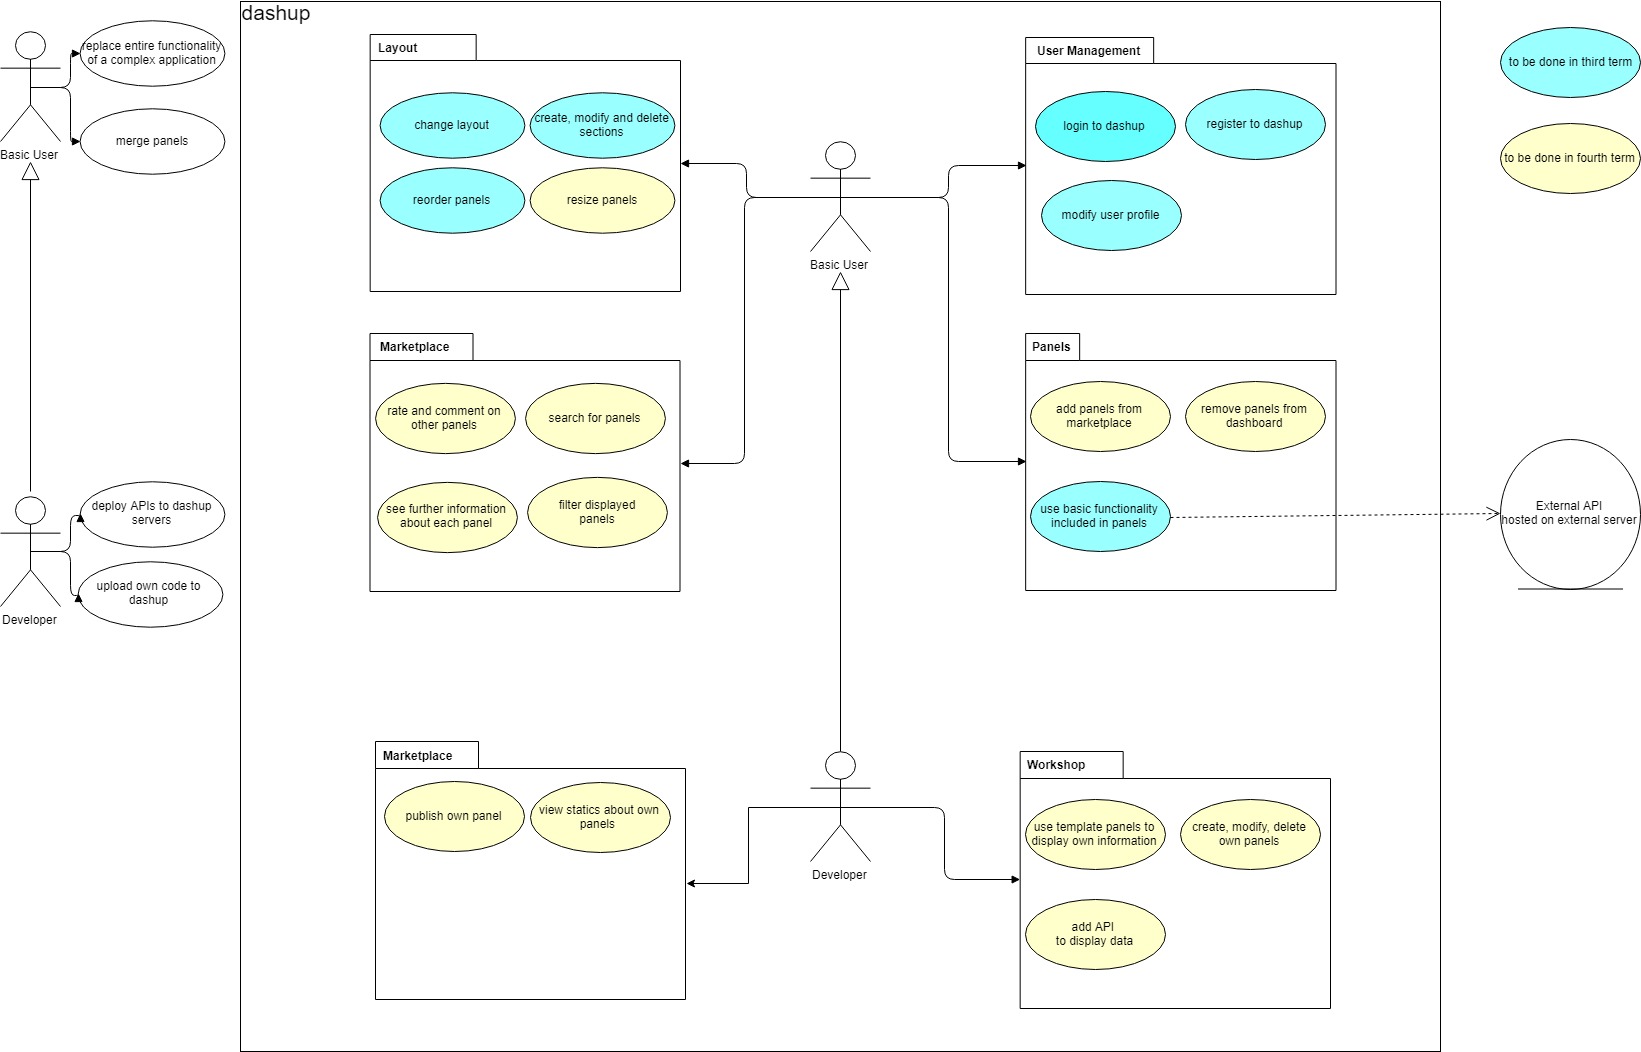 dashup
replace entire functionality
of a complex application
merge panels
Basic User
deploy APIs to dashup
servers
upload own code to
dashup
Developer
Layout
change layout
create, modify and delete
sections
reorder panels
resize panels
User Management
login to dashup
register to dashup
modify user profile
Basic User
Marketplace
rate and comment on
other panels
search for panels
see further information
about each panel
filter displayed
panels
Panels
add panels from
marketplace
remove panels from
dashboard
use basic functionality
included in panels
Marketplace
publish own panel
view statics about own
panels
Developer
Workshop
use template panels to
display own information
create, modify, delete
own panels
add API
to display data
to be done in third term
to be done in fourth term
External API
hosted on external server